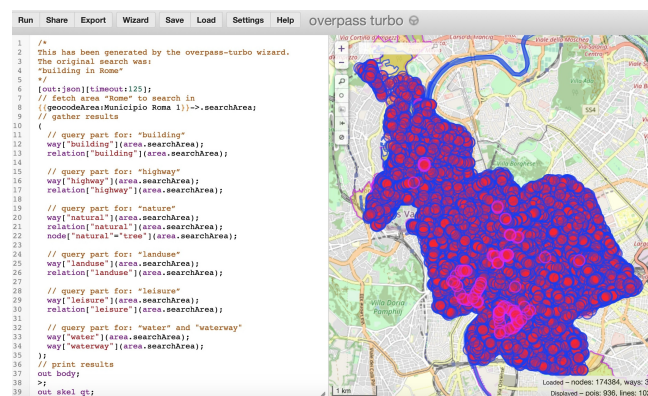 Run Share Export Wizard Save Load Settings Help overpass turbo
1 /*
2 This has been generated by the overpass-turbo wizard.
3 The original search was:
4 "building in Rome"
5 */
6 [out:json][timeout:125];
7 // fetch area "Rome" to search in
8 {{geocodeArea:Municipio Roma 1}}->.searchArea;
9 // gather results
10 (
11 // query part for: "building"
12 way["building"](area.searchArea);
13 relation["building"](area.searchArea);
14
15 // query part for: "highway"
16 way["highway"](area.searchArea);
17 relation["highway"](area.searchArea);
18
19 // query part for: "nature"
20 way["natural"](area.searchArea);
21 relation["natural"](area.searchArea);
22 node["natural"="tree"](area.searchArea);
23
24 // query part for: "landuse"
25 way["landuse"](area.searchArea);
26 relation["landuse"](area.searchArea);
27
28 // query part for: "leisure"
29 way["leisure"](area.searchArea);
30 relation["leisure"](area.searchArea);
31
32 // query part for: "water" and "waterway"
33 way["water"](area.searchArea);
34 way["waterway"](area.searchArea);
35 );
36 // print results
37 out body;
38 >;
39 out skel qt;
Villa Doria
Pamphilj
1 km
Loaded – nodes: 174384, ways: 3
Displayed – pois: 936, lines: 102